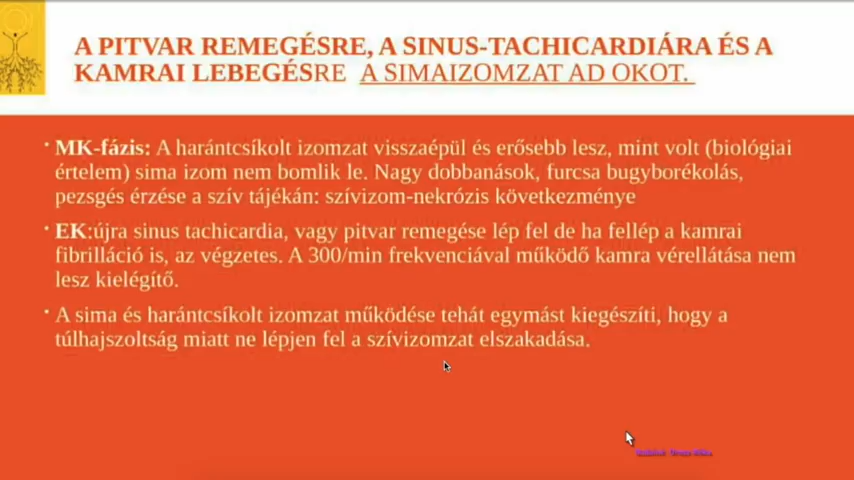 A PITVAR REMEGÉSRE, A SINUS-TACHICARDIÁRA ÉS A
KAMRAI LEBEGÉSRE A SIMAIZOMZAT AD OKOT.
· MK-fázis: A harántcsíkolt izomzat visszaépül és erősebb lesz, mint volt (biológiai
értelem) sima izom nem bomlik le. Nagy dobbanások, furcsa bugyborékolás,
pezsgés érzése a szív tájékán: szívizom-nekrózis következménye
· EK:újra sinus tachicardia, vagy pitvar remegése lép fel de ha fellép a kamrai
fibrilláció is, az végzetes. A 300/min frekvenciával működő kamra vérellátása nem
lesz kielégítő.
· A sima és harántcsíkolt izomzat működése tehát egymást kiegészíti, hogy a
túlhajszoltság miatt ne lépjen fel a szívizomzat elszakadása.